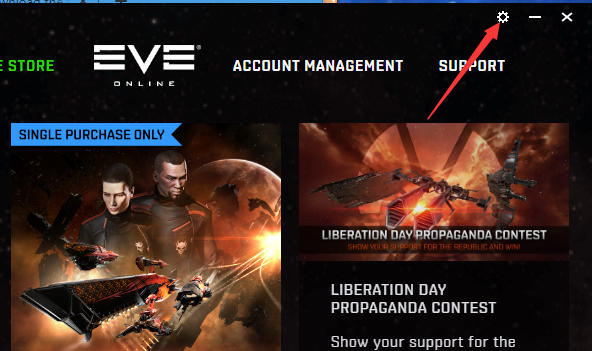 E STORE
EVE
ONLINE
ACCOUNT MANAGEMENT
SUPPORT
SINGLE PURCHASE ONLY
LIBERATION DAY PROPAGANDA CONTEST
SHOW YOUR SUPPORT FOR THE REPUBLIC AND WIN!
LIBERATION DAY
PROPAGANDA CONTEST
Show your support for the